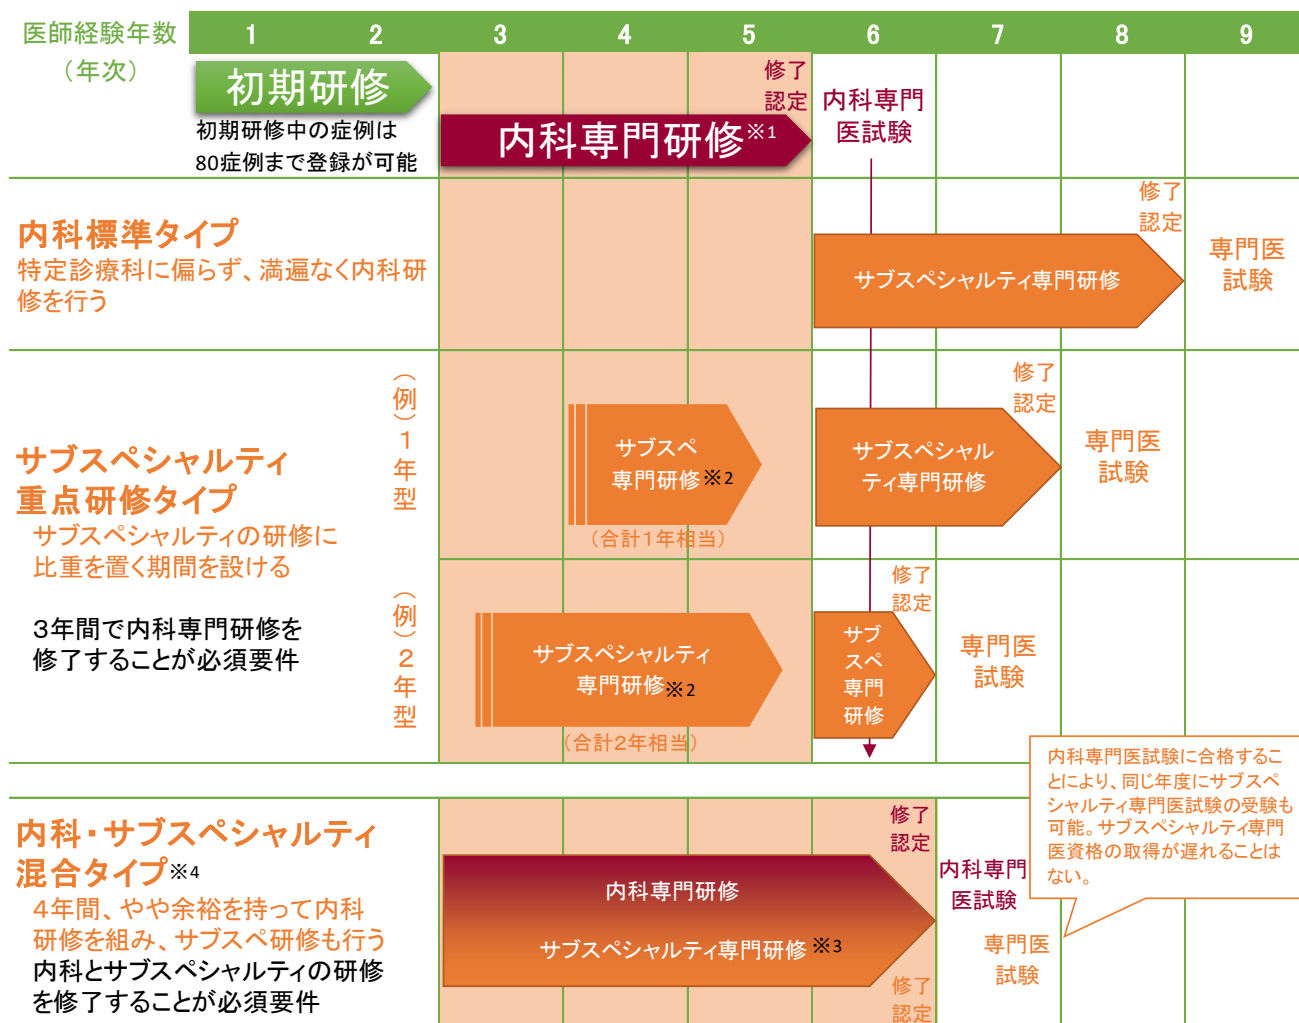 医師経験年数
（年次）
1 2 3 4 5 6 7 8 9
初期研修
初期研修中の症例は
80症例まで登録が可能
修了
認定
内科専門研修※1
内科専門
医試験
内科標準タイプ
特定診療科に偏らず、満遍なく内科研
修を行う
修了
認定
サブスペシャルティ専門研修
専門医
試験
サブスペシャルティ
重点研修タイプ
サブスペシャルティの研修に
比重を置く期間を設ける
3年間で内科専門研修を
修了することが必須要件
（例）１年型
サブスペ
専門研修※2
（合計1年相当）
修了
認定
サブスペシャル
ティ専門研修
専門医
試験
（例）２年型
サブスペシャルティ
専門研修※2
（合計2年相当）
修了
認定
サブ
スペ
専門
研修
専門医
試験
内科・サブスペシャルティ
混合タイプ※4
４年間、やや余裕を持って内科
研修を組み、サブスペ研修も行う
内科とサブスペシャルティの研修
を修了することが必須要件
修了
認定
内科専門研修
サブスペシャルティ専門研修※3
修了
認定
内科専門
医試験
専門医
試験
内科専門医試験に合格するこ
とにより、同じ年度にサブスペ
シャルティ専門医試験の受験も
可能。サブスペシャルティ専門
医資格の取得が遅れることは
ない。